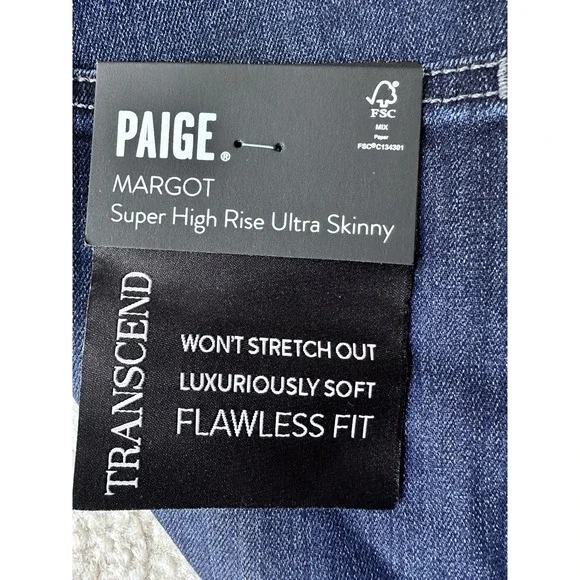 PAIGE®
MARGOT
Super High Rise Ultra Skinny
FSC
MIX
Paper
FSC®C134301
TRANSCEND
WON'T STRETCH OUT
LUXURIOUSLY SOFT
FLAWLESS FIT